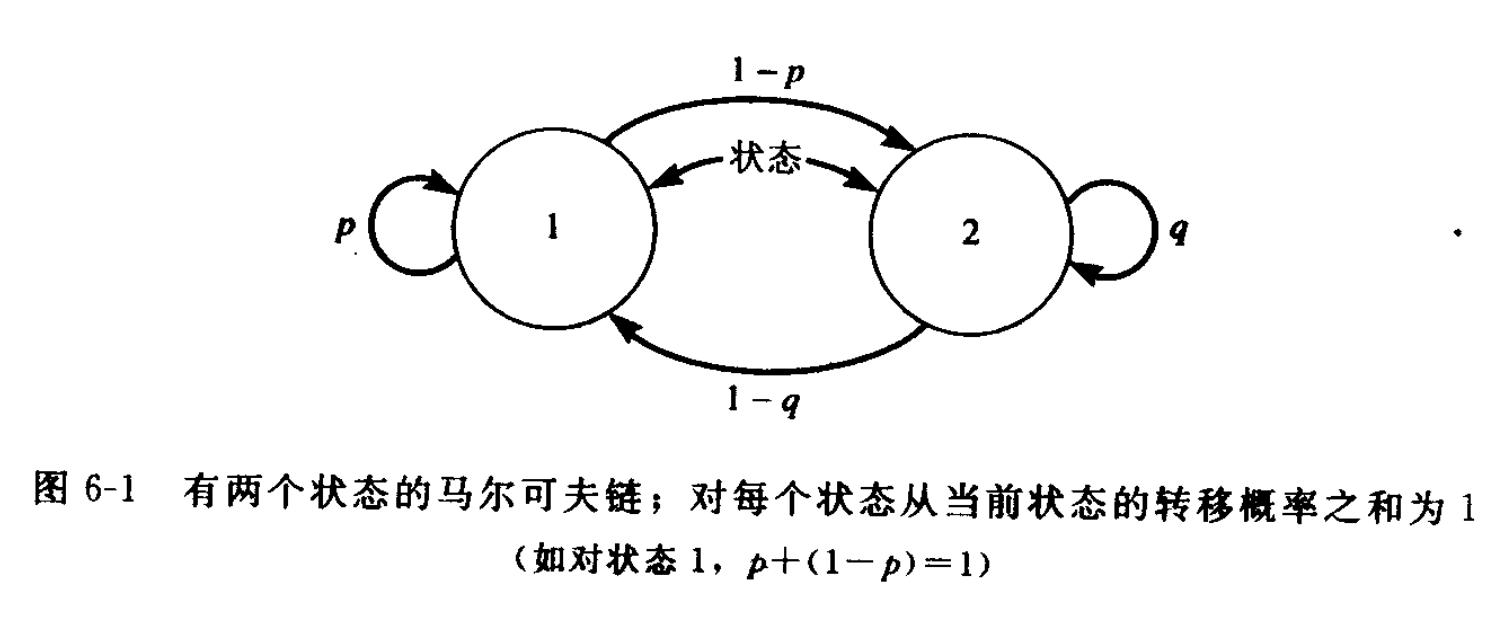 1－p
状态
p
1
2
q
1－q
图 6-1 有两个状态的马尔可夫链；对每个状态从当前状态的转移概率之和为 1
（如对状态 1，p＋(1－p)＝1）